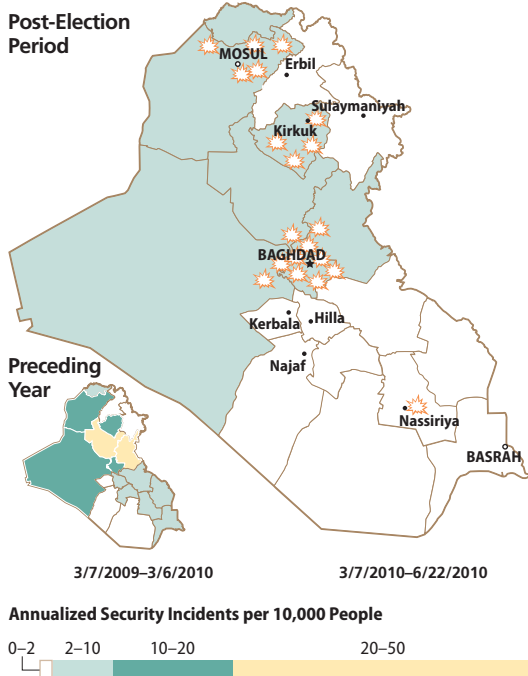 Post-Election
Period
MOSUL
Erbil
Sulaymaniyah
Kirkuk
BAGHDAD
Kerbala
Hilla
Najaf
Nassiriya
BASRAH
Preceding
Year
3/7/2009–3/6/2010
3/7/2010–6/22/2010
Annualized Security Incidents per 10,000 People
0–2 2–10 10–20 20–50